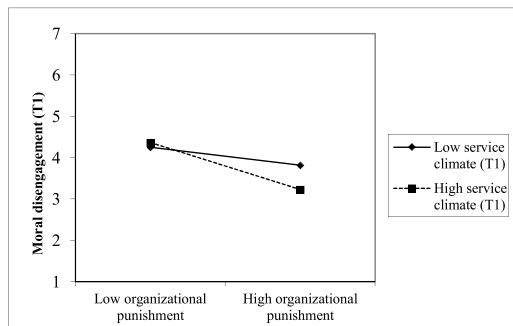 7
6
5
4
3
2
1
Moral disengagement (T1)
Low organizational
punishment
High organizational
punishment
Low service
climate (T1)
High service
climate (T1)